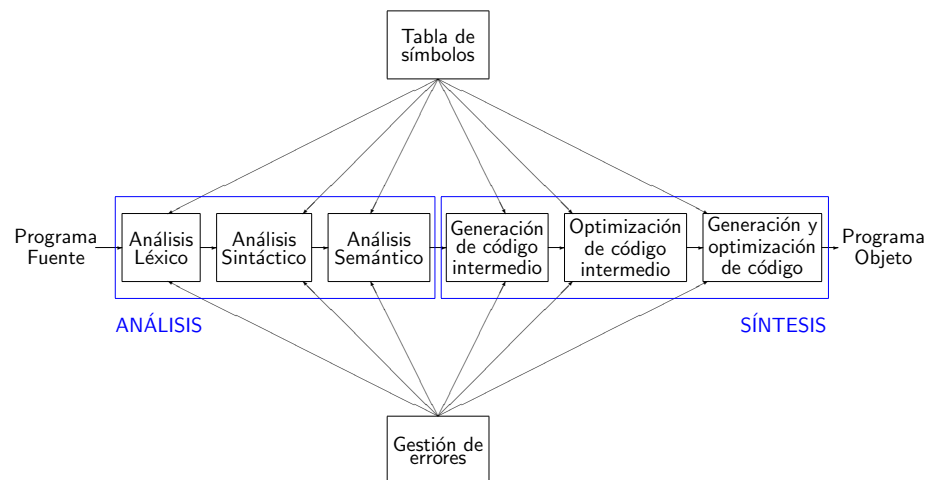 Tabla de
símbolos
Programa
Fuente
Análisis
Léxico
Análisis
Sintáctico
Análisis
Semántico
Generación
de código
intermedio
Optimización
de código
intermedio
Generación y
optimización
de código
Programa
Objeto
ANÁLISIS
SÍNTESIS
Gestión de
errores